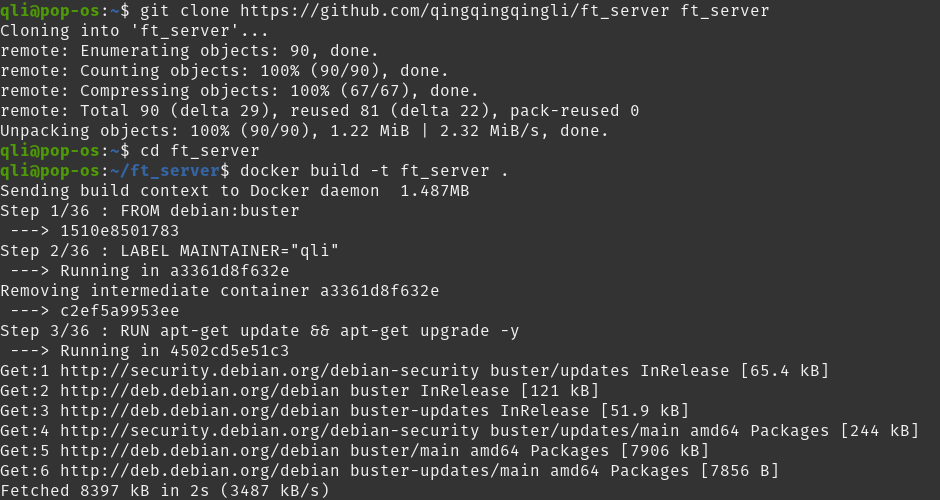 qli@pop-os:~$ git clone https://github.com/qingqingqingli/ft_server ft_server
Cloning into 'ft_server'...
remote: Enumerating objects: 90, done.
remote: Counting objects: 100% (90/90), done.
remote: Compressing objects: 100% (67/67), done.
remote: Total 90 (delta 29), reused 81 (delta 22), pack-reused 0
Unpacking objects: 100% (90/90), 1.22 MiB | 2.32 MiB/s, done.
qli@pop-os:~$ cd ft_server
qli@pop-os:~/ft_server$ docker build -t ft_server .
Sending build context to Docker daemon  1.487MB
Step 1/36 : FROM debian:buster
 ---> 1510e8501783
Step 2/36 : LABEL MAINTAINER="qli"
 ---> Running in a3361d8f632e
Removing intermediate container a3361d8f632e
 ---> c2ef5a9953ee
Step 3/36 : RUN apt-get update && apt-get upgrade -y
 ---> Running in 4502cd5e51c3
Get:1 http://security.debian.org/debian-security buster/updates InRelease [65.4 kB]
Get:2 http://deb.debian.org/debian buster InRelease [121 kB]
Get:3 http://deb.debian.org/debian buster-updates InRelease [51.9 kB]
Get:4 http://security.debian.org/debian-security buster/updates/main amd64 Packages [244 kB]
Get:5 http://deb.debian.org/debian buster/main amd64 Packages [7906 kB]
Get:6 http://deb.debian.org/debian buster-updates/main amd64 Packages [7856 B]
Fetched 8397 kB in 2s (3487 kB/s)